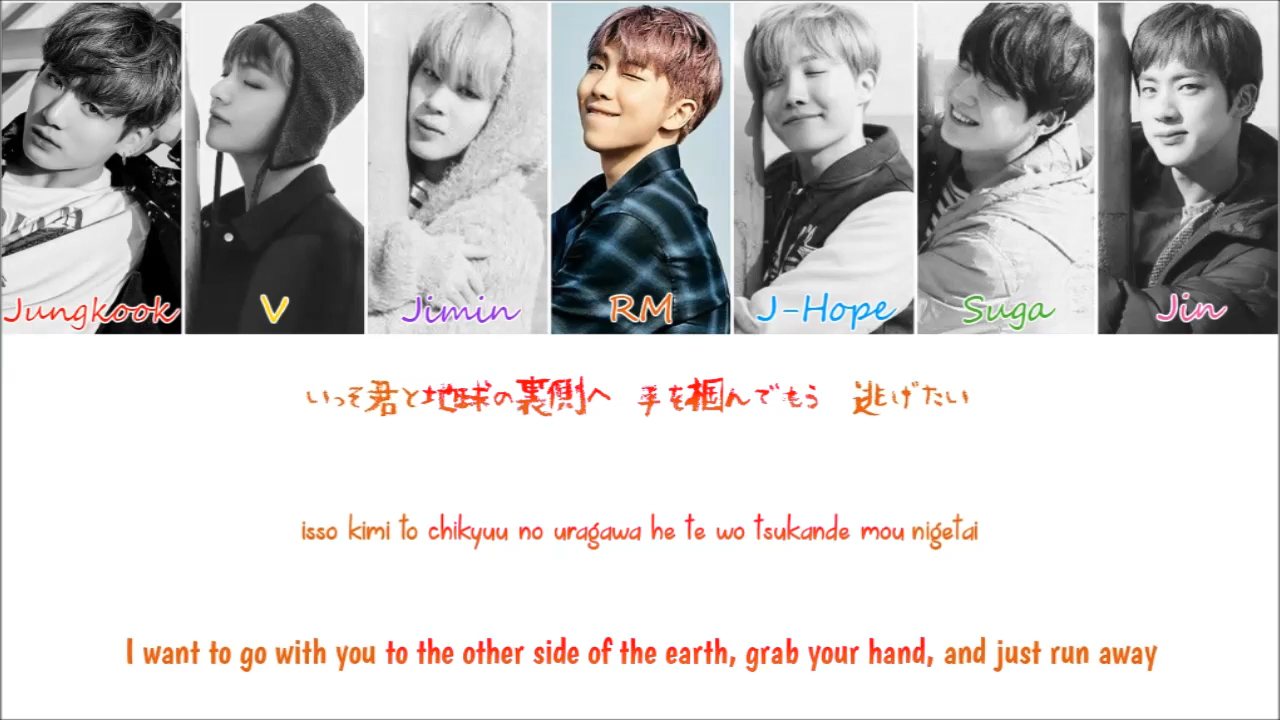 Jungkook V Jimin RM J-Hope Suga Jin
いっそ君と地球の裏側へ 手を掴んでもう 逃げたい
isso kimi to chikyuu no uragawa he te wo tsukande mou nigetai
I want to go with you to the other side of the earth, grab your hand, and just run away